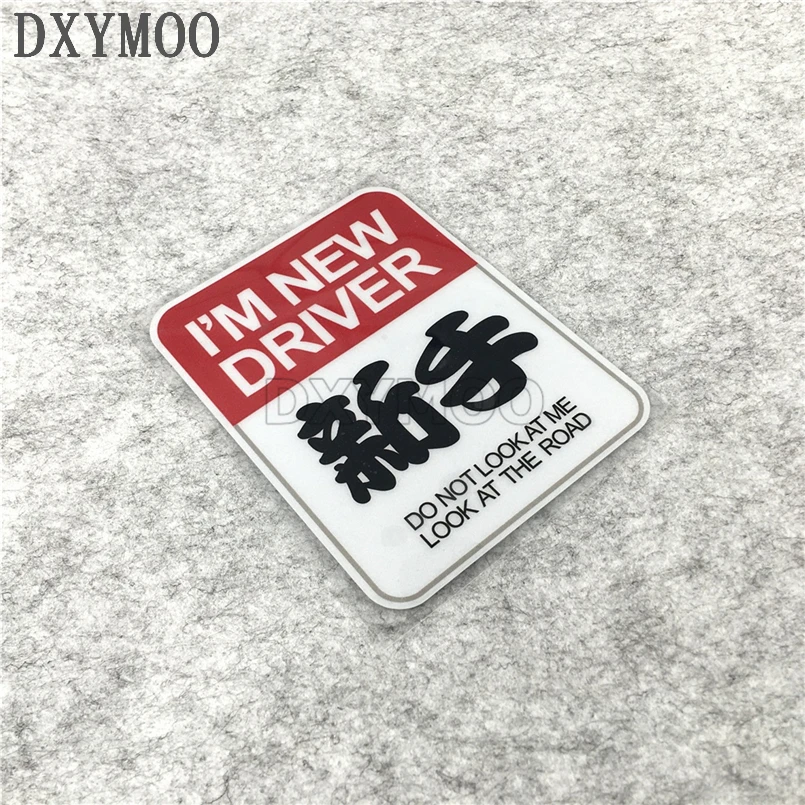 DXYMOO
I'M NEW
DRIVER
新手
DXYMOO
DO NOT LOOK AT ME
LOOK AT THE ROAD